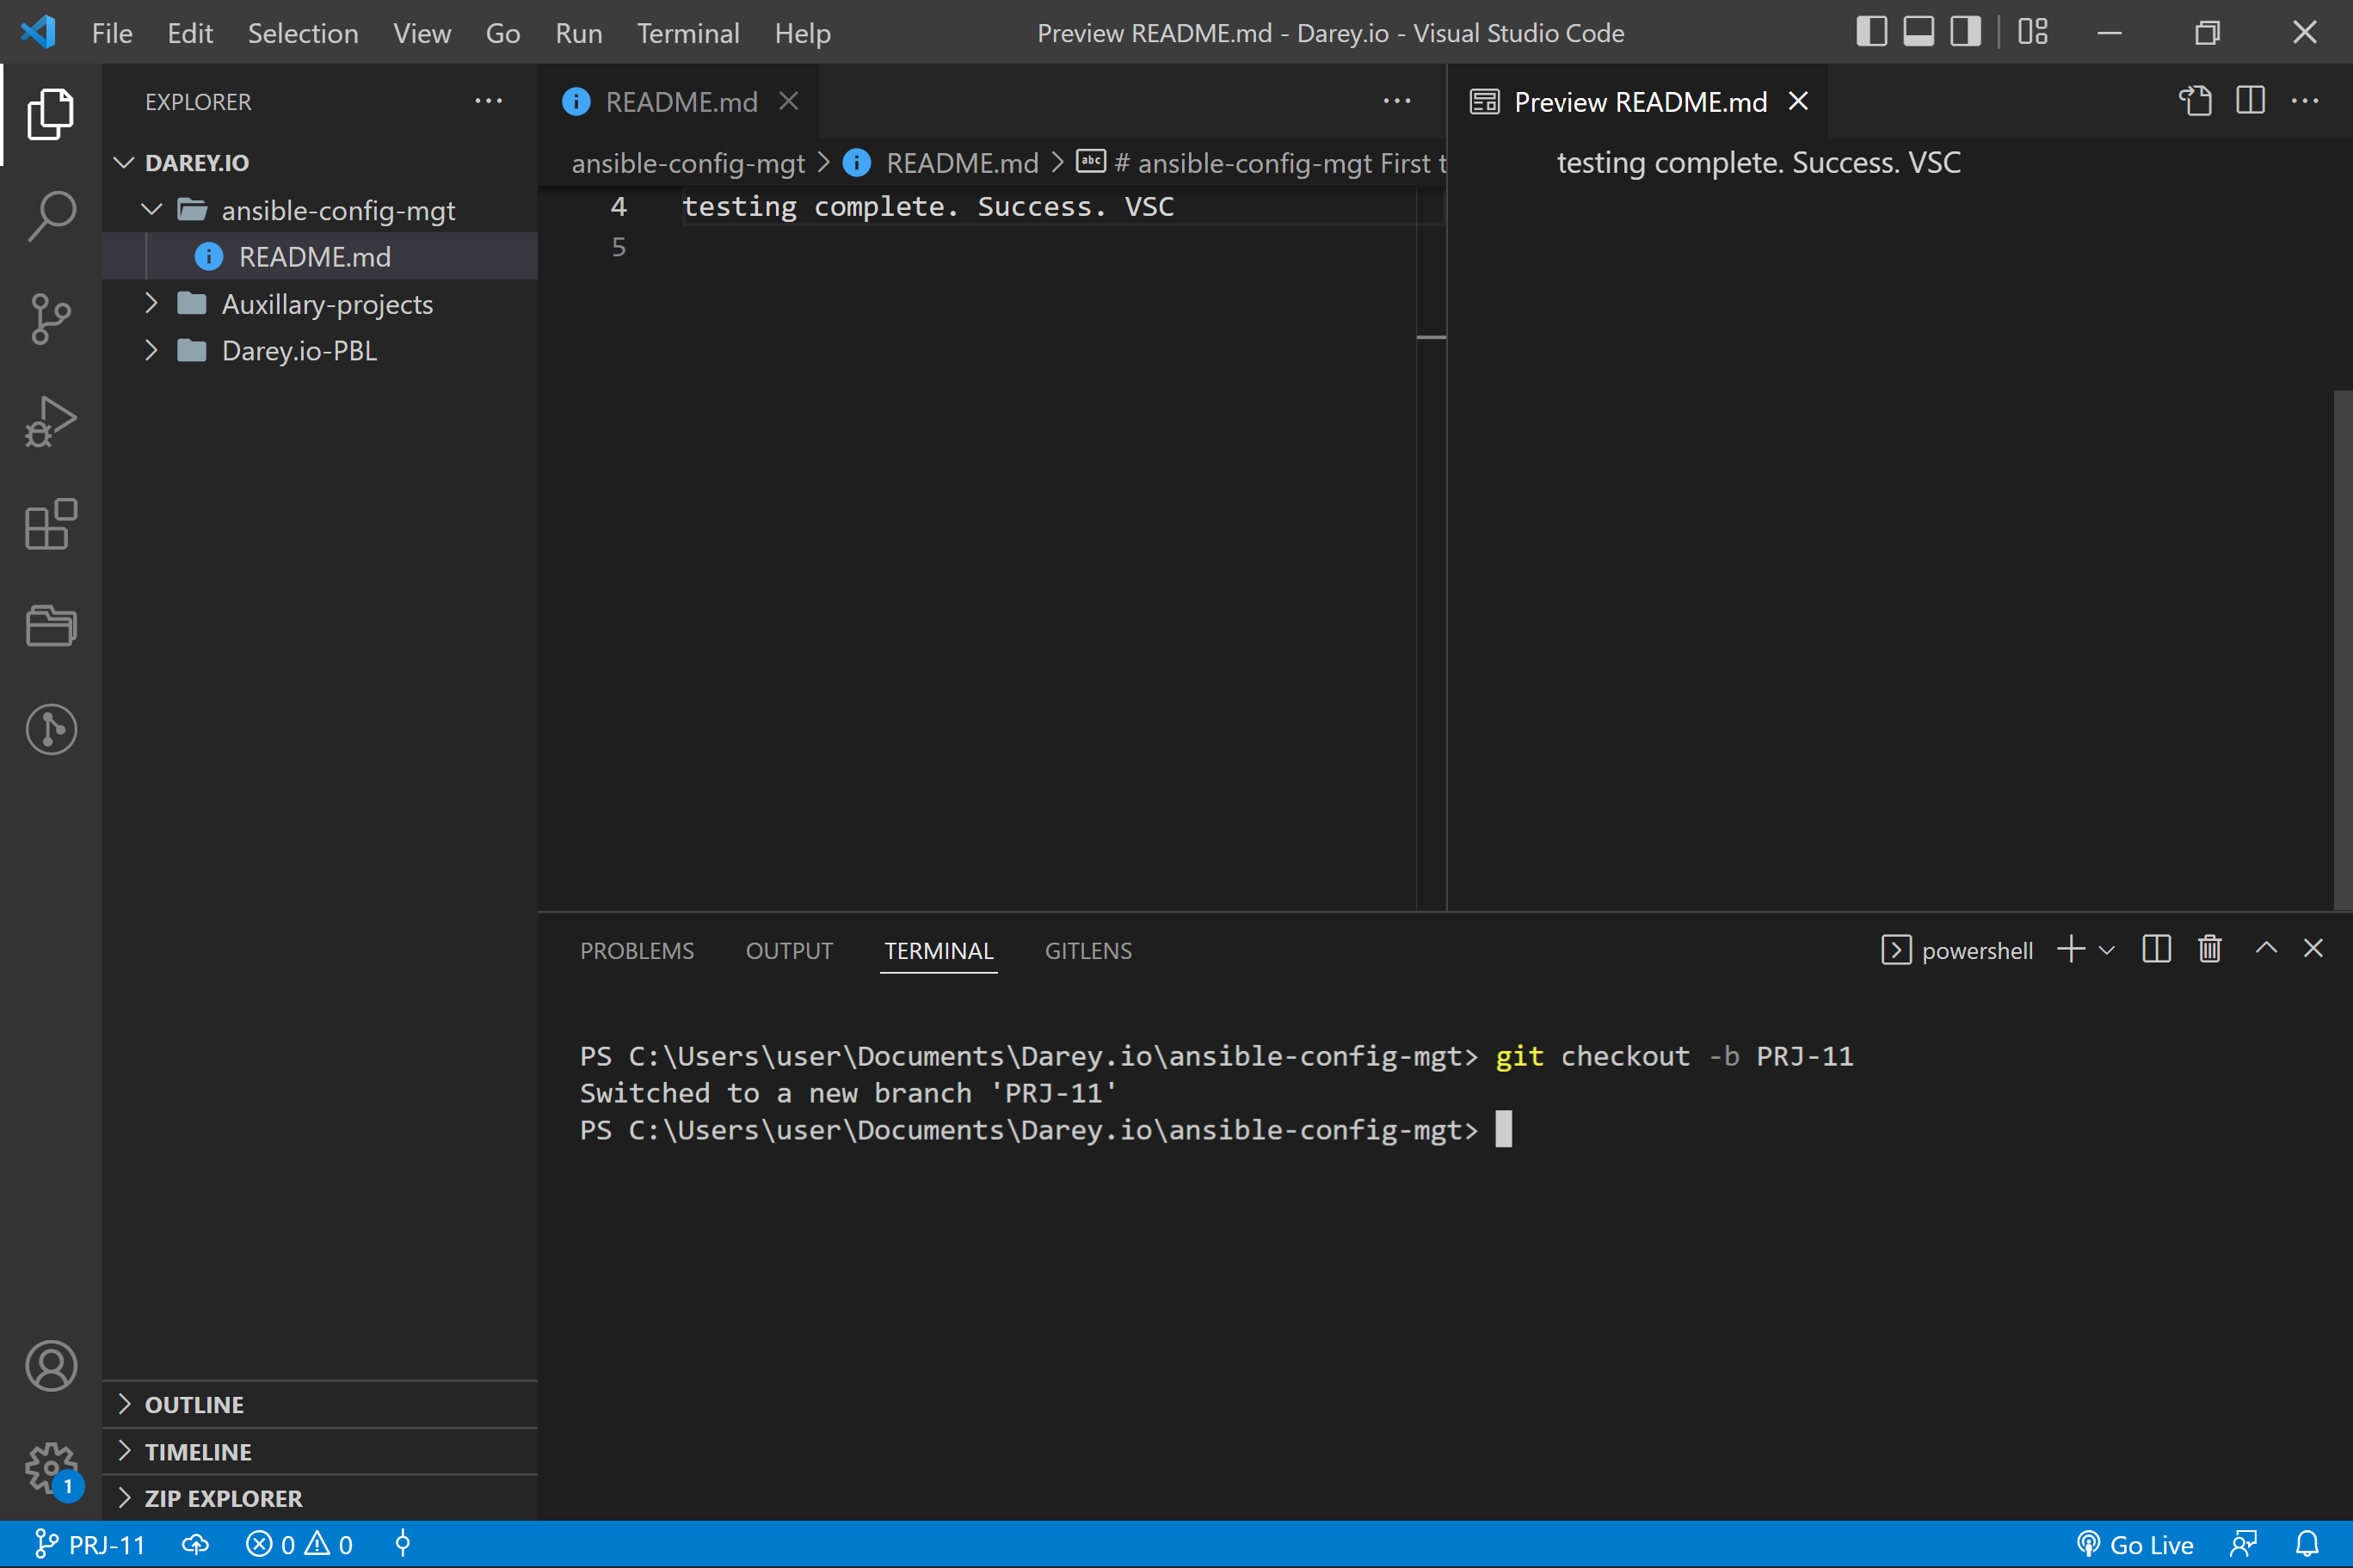 File Edit Selection View Go Run Terminal Help Preview README.md - Darey.io - Visual Studio Code
EXPLORER
DAREY.IO
ansible-config-mgt
README.md
Auxillary-projects
Darey.io-PBL
OUTLINE
TIMELINE
ZIP EXPLORER
1
README.md
ansible-config-mgt > README.md > abc # ansible-config-mgt First t
4 testing complete. Success. VSC
5
Preview README.md
testing complete. Success. VSC
PROBLEMS OUTPUT TERMINAL GITLENS powershell
PS C:\Users\user\Documents\Darey.io\ansible-config-mgt> git checkout -b PRJ-11
Switched to a new branch 'PRJ-11'
PS C:\Users\user\Documents\Darey.io\ansible-config-mgt>
PRJ-11 0 0 Go Live